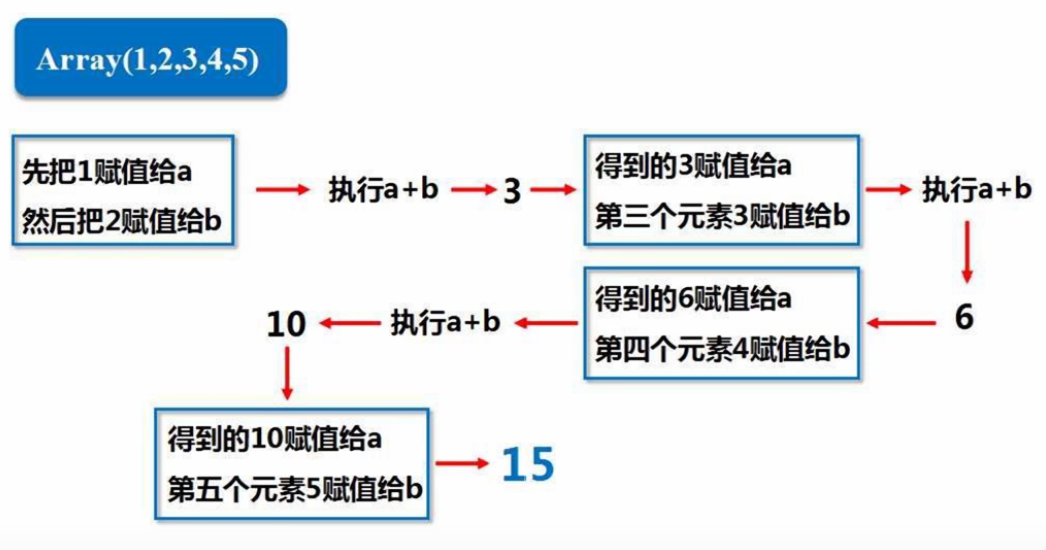 Array(1,2,3,4,5)
先把1赋值给a
然后把2赋值给b
执行a+b
3
得到的3赋值给a
第三个元素3赋值给b
执行a+b
6
得到的6赋值给a
第四个元素4赋值给b
执行a+b
10
得到的10赋值给a
第五个元素5赋值给b
15